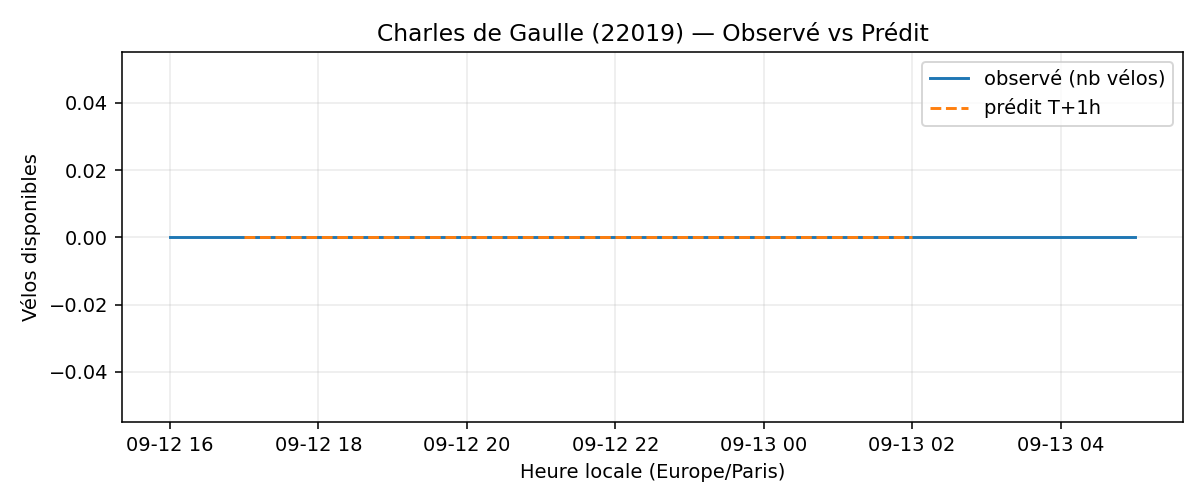 Charles de Gaulle (22019) — Observé vs Prédit
observé (nb vélos)
prédit T+1h
Vélos disponibles
0.04
0.02
0.00
−0.02
−0.04
09-12 16
09-12 18
09-12 20
09-12 22
09-13 00
09-13 02
09-13 04
Heure locale (Europe/Paris)